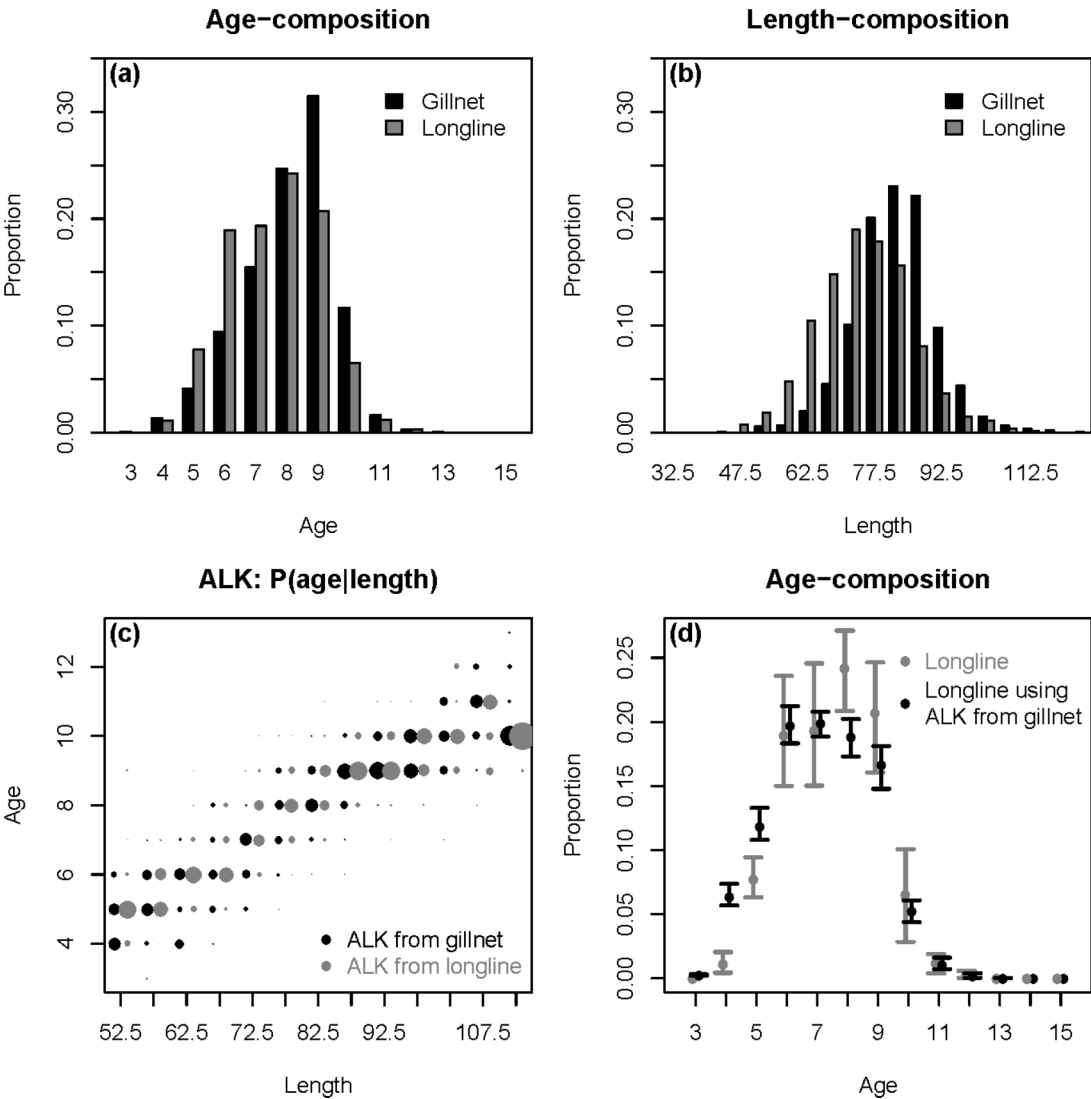 Age−composition
(a)
Gillnet
Longline
Proportion
0.00 0.10 0.20 0.30
3 4 5 6 7 8 9 11 13 15
Age
Length−composition
(b)
Gillnet
Longline
Proportion
0.00 0.10 0.20 0.30
32.5 47.5 62.5 77.5 92.5 112.5
Length
ALK: P(age|length)
(c)
ALK from gillnet
ALK from longline
Age
4 6 8 10 12
52.5 62.5 72.5 82.5 92.5 107.5
Length
Age−composition
(d)
Longline
Longline using
ALK from gillnet
Proportion
0.00 0.05 0.10 0.15 0.20 0.25
3 5 7 9 11 13 15
Age